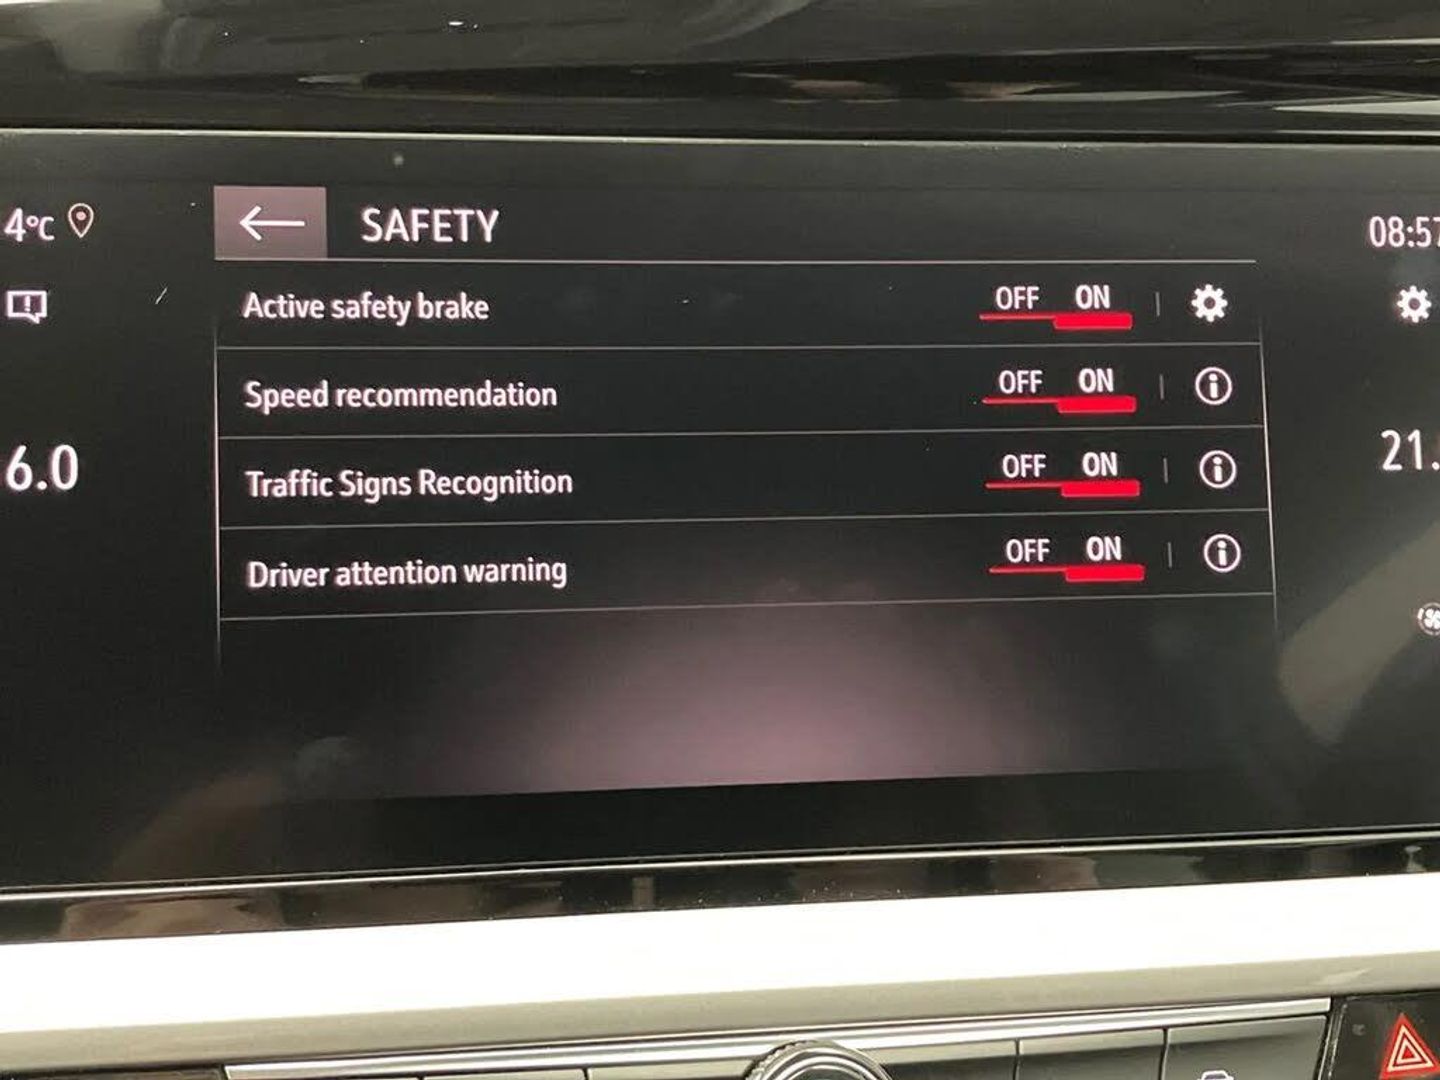 4°C
SAFETY
08:57
Active safety brake OFF ON
Speed recommendation OFF ON
6.0
21.
Traffic Signs Recognition OFF ON
Driver attention warning OFF ON